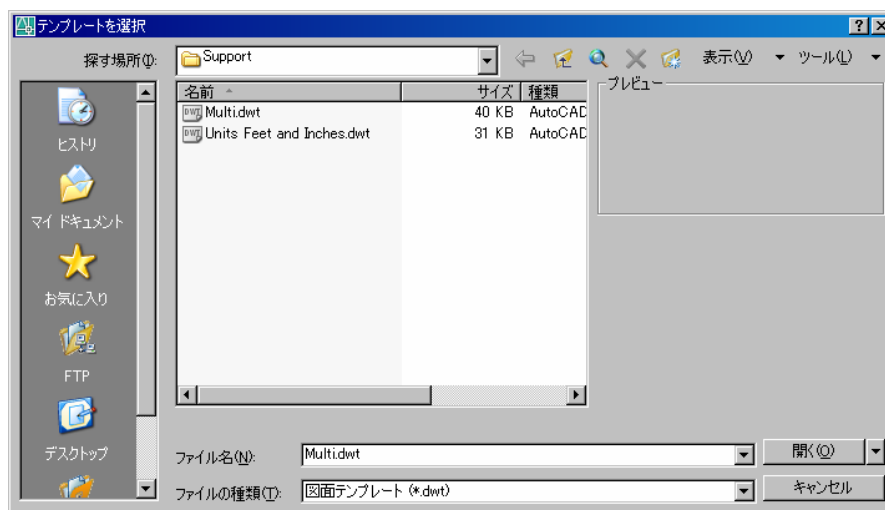 テンプレートを選択
探す場所(I):
Support
表示(V)
ツール(L)
名前
サイズ
種類
プレビュー
Multi.dwt
40 KB
AutoCAD
Units Feet and Inches.dwt
31 KB
AutoCAD
ヒストリ
マイ ドキュメント
お気に入り
FTP
デスクトップ
ファイル名(N):
Multi.dwt
開く(O)
ファイルの種類(T):
図面テンプレート (*.dwt)
キャンセル